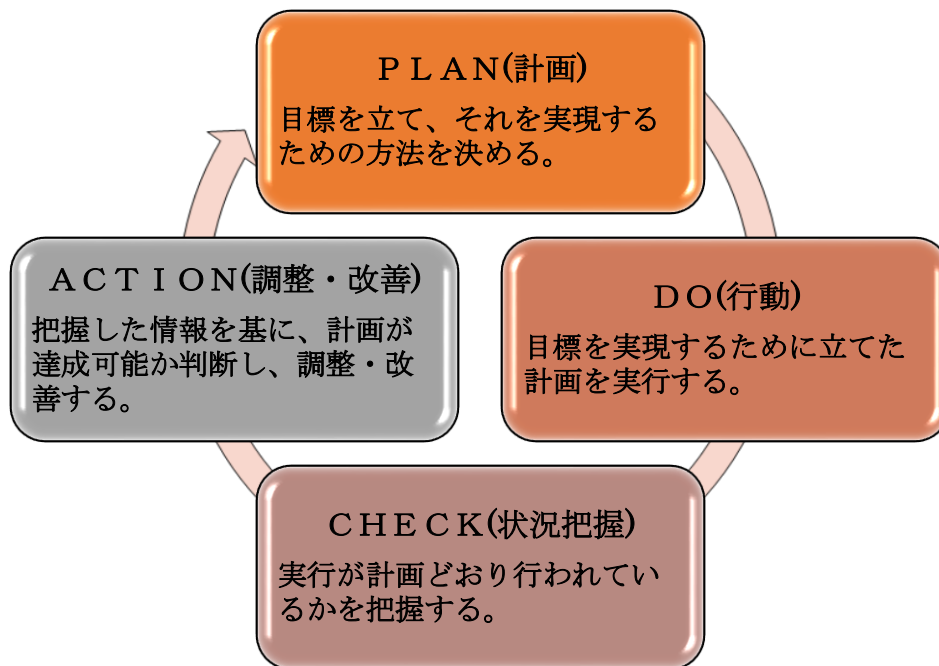 ＰＬＡＮ(計画)
目標を立て、それを実現する
ための方法を決める。
ＤＯ(行動)
目標を実現するために立てた
計画を実行する。
ＣＨＥＣＫ(状況把握)
実行が計画どおり行われてい
るかを把握する。
ＡＣＴＩＯＮ(調整・改善)
把握した情報を基に、計画が
達成可能か判断し、調整・改
善する。